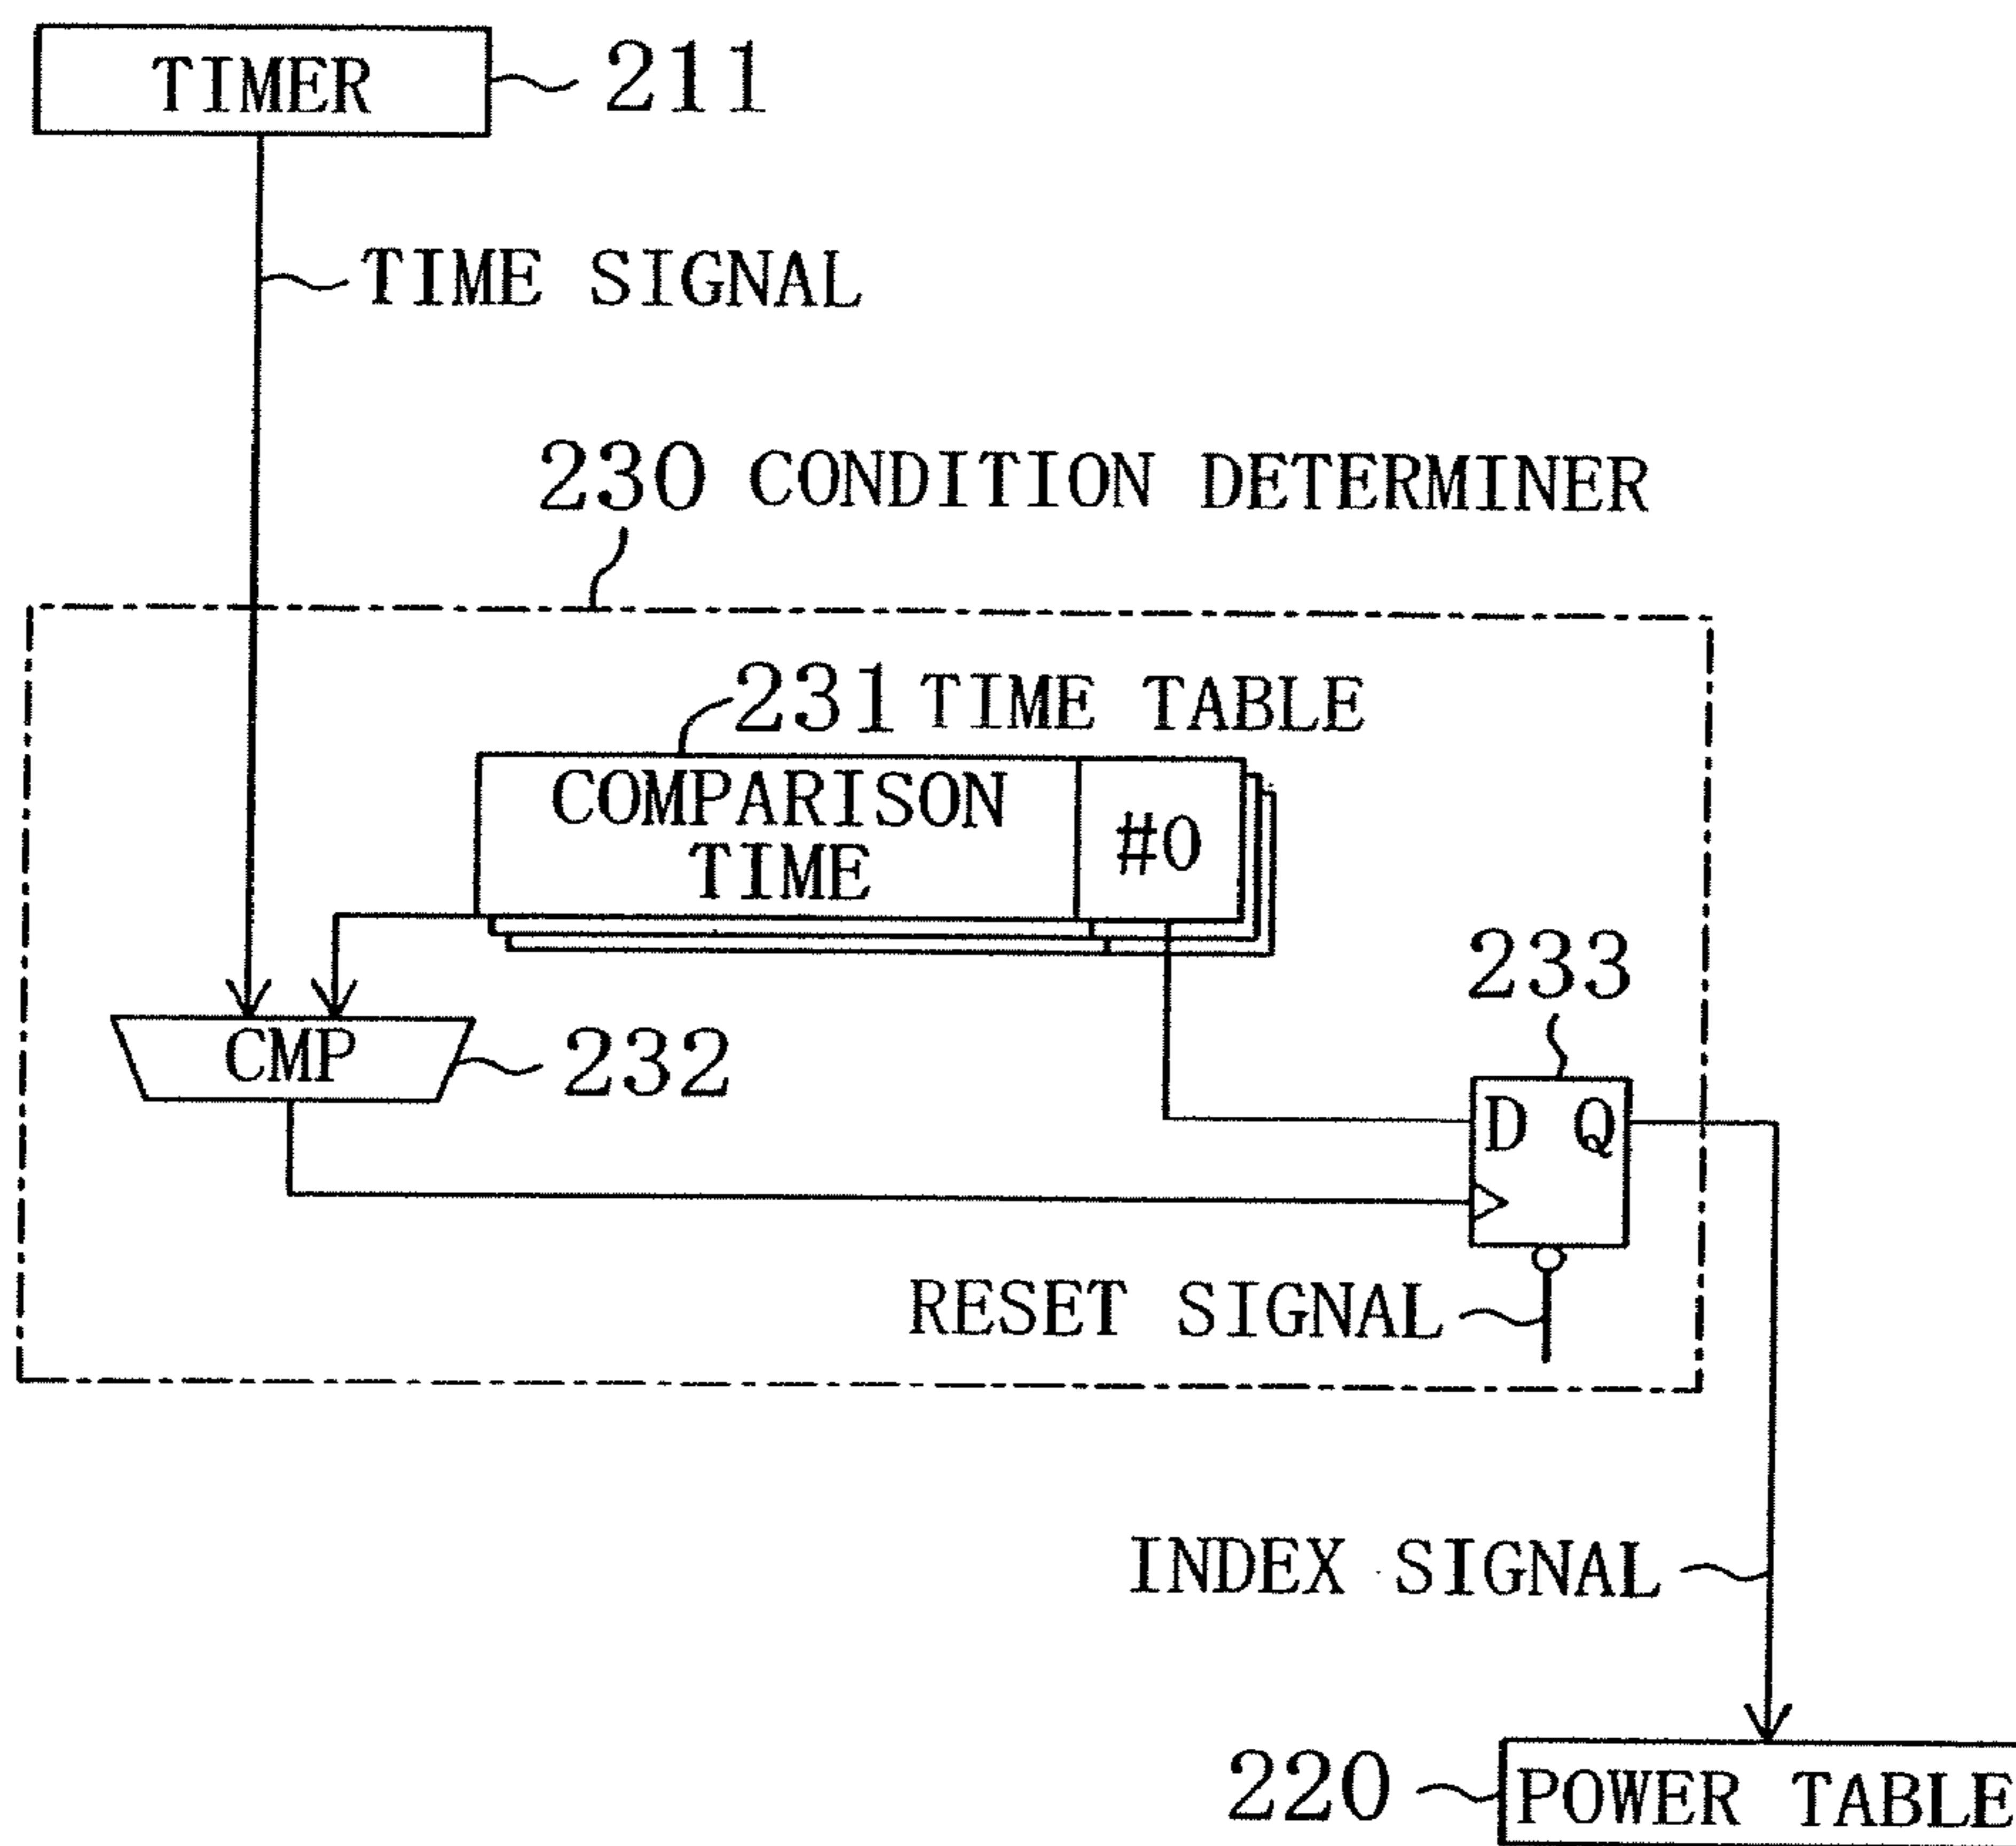 TIMER 211
TIME SIGNAL
230 CONDITION DETERMINER
231 TIME TABLE
COMPARISON
TIME
#0
233
CMP 232
D Q
RESET SIGNAL
INDEX SIGNAL
220 POWER TABLE